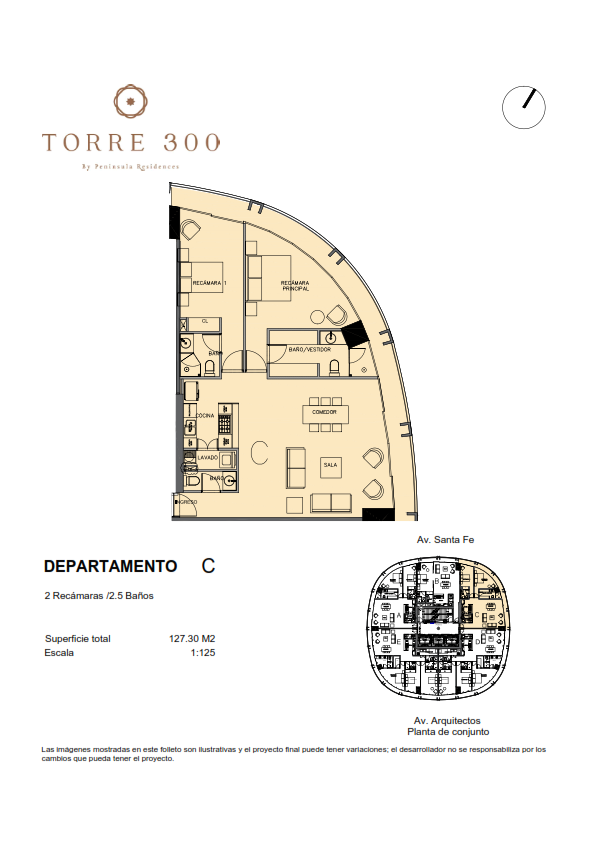 TORRE 300
By Península Residences
RECÁMARA 1
RECÁMARA
PRINCIPAL
CL
BAÑO
BAÑO/VESTIDOR
COCINA
COMEDOR
LAVADO
SALA
BAÑO
INGRESO
Av. Santa Fe
DEPARTAMENTO C
2 Recámaras /2.5 Baños
B
A
C
E
D
Superficie total 127.30 M2
Escala 1:125
Av. Arquitectos
Planta de conjunto
Las imágenes mostradas en este folleto son ilustrativas y el proyecto final puede tener variaciones; el desarrollador no se responsabiliza por los
cambios que pueda tener el proyecto.